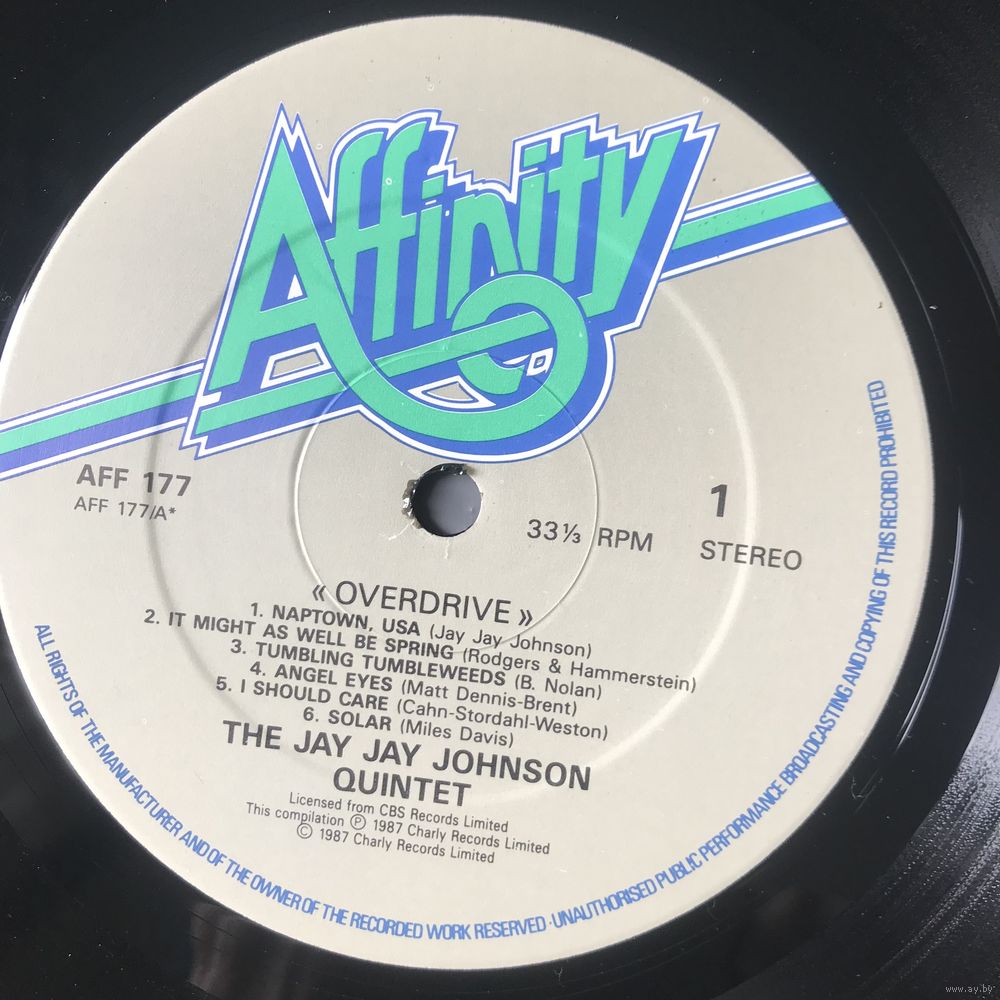 Affinity
AFF 177
AFF 177/A*
33⅓ RPM
1
STEREO
« OVERDRIVE »
1. NAPTOWN, USA (Jay Jay Johnson)
2. IT MIGHT AS WELL BE SPRING (Rodgers & Hammerstein)
3. TUMBLING TUMBLEWEEDS (B. Nolan)
4. ANGEL EYES (Matt Dennis-Brent)
5. I SHOULD CARE (Cahn-Stordahl-Weston)
6. SOLAR (Miles Davis)
THE JAY JAY JOHNSON
QUINTET
Licensed from CBS Records Limited
This compilation ℗ 1987 Charly Records Limited
© 1987 Charly Records Limited
ALL RIGHTS OF THE MANUFACTURER AND OF THE OWNER OF THE RECORDED WORK RESERVED · UNAUTHORISED PUBLIC PERFORMANCE BROADCASTING AND COPYING OF THIS RECORD PROHIBITED
www.ay.by